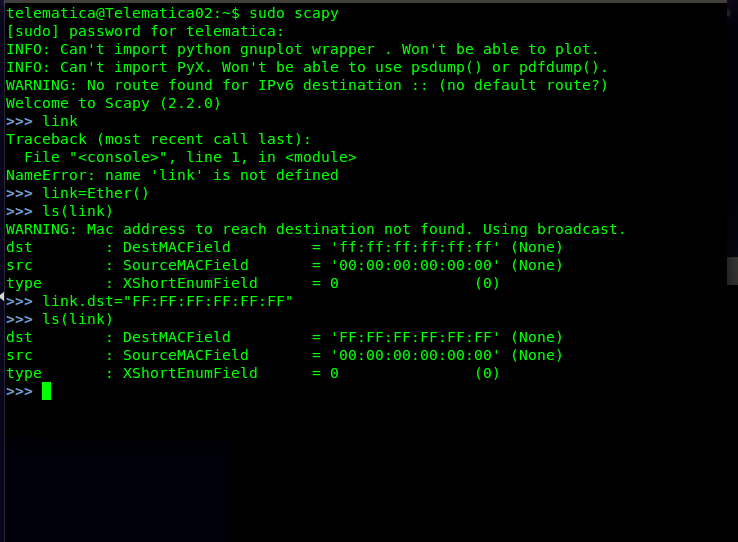 telematica@Telematica02:~$ sudo scapy
[sudo] password for telematica:
INFO: Can't import python gnuplot wrapper . Won't be able to plot.
INFO: Can't import PyX. Won't be able to use psdump() or pdfdump().
WARNING: No route found for IPv6 destination :: (no default route?)
Welcome to Scapy (2.2.0)
>>> link
Traceback (most recent call last):
  File "<console>", line 1, in <module>
NameError: name 'link' is not defined
>>> link=Ether()
>>> ls(link)
WARNING: Mac address to reach destination not found. Using broadcast.
dst        : DestMACField         = 'ff:ff:ff:ff:ff:ff' (None)
src        : SourceMACField       = '00:00:00:00:00:00' (None)
type       : XShortEnumField      = 0               (0)
>>> link.dst="FF:FF:FF:FF:FF:FF"
>>> ls(link)
dst        : DestMACField         = 'FF:FF:FF:FF:FF:FF' (None)
src        : SourceMACField       = '00:00:00:00:00:00' (None)
type       : XShortEnumField      = 0               (0)
>>>